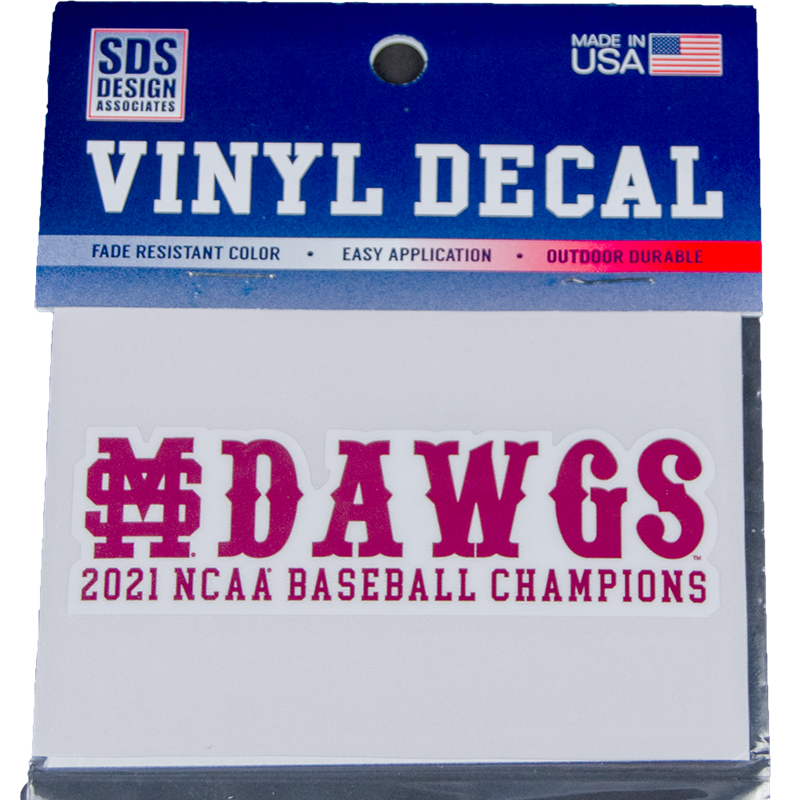 SDS
DESIGN
ASSOCIATES
MADE IN
USA
VINYL DECAL
FADE RESISTANT COLOR • EASY APPLICATION • OUTDOOR DURABLE
MS® DAWGS™
2021 NCAA® BASEBALL CHAMPIONS